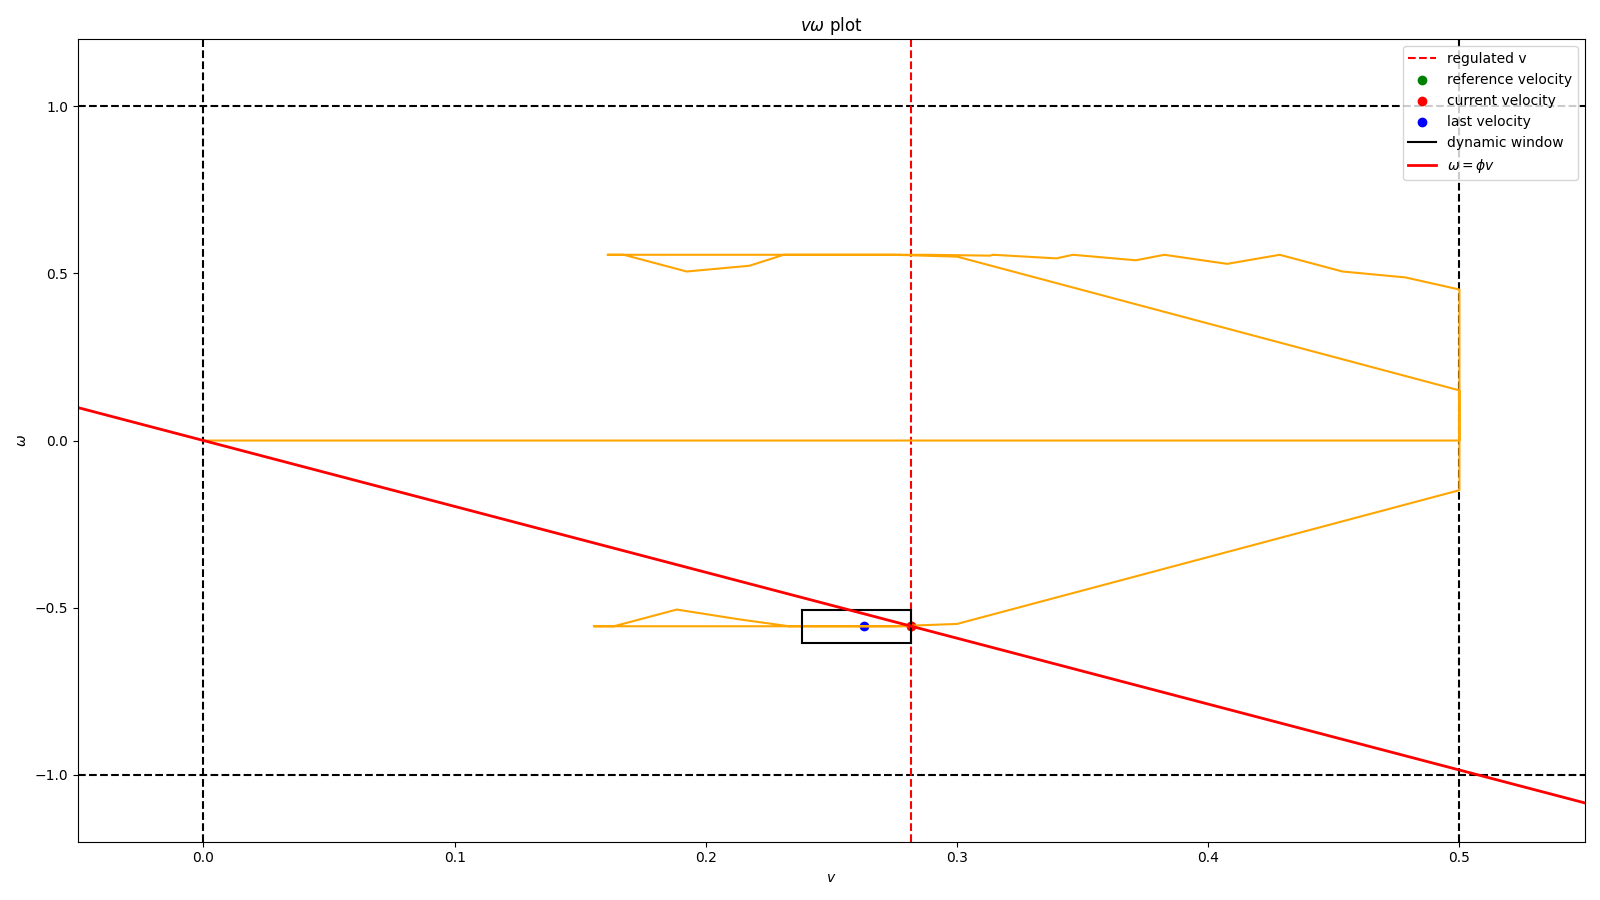 vω plot
regulated v
reference velocity
current velocity
last velocity
dynamic window
ω = ϕv
1.0
0.5
0.0
−0.5
−1.0
ω
0.0 0.1 0.2 0.3 0.4 0.5
v